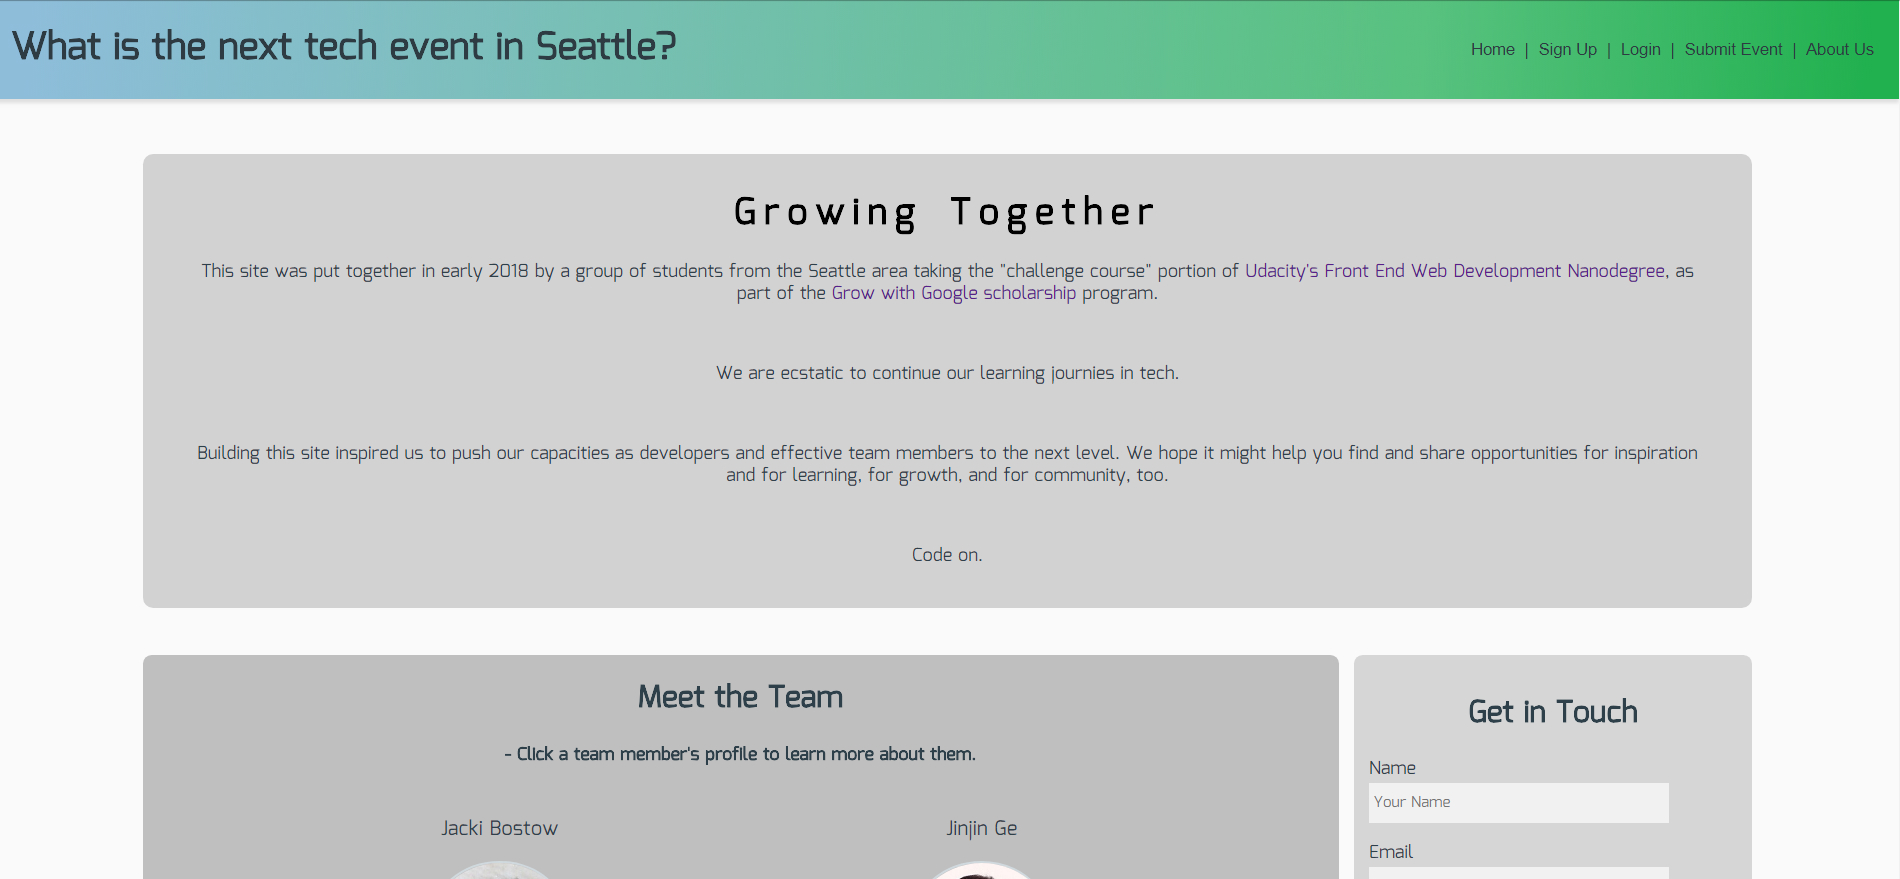 What is the next tech event in Seattle?
Home | Sign Up | Login | Submit Event | About Us
Growing Together
This site was put together in early 2018 by a group of students from the Seattle area taking the "challenge course" portion of Udacity's Front End Web Development Nanodegree, as
part of the Grow with Google scholarship program.
We are ecstatic to continue our learning journies in tech.
Building this site inspired us to push our capacities as developers and effective team members to the next level. We hope it might help you find and share opportunities for inspiration
and for learning, for growth, and for community, too.
Code on.
Meet the Team
- Click a team member's profile to learn more about them.
Jacki Bostow
Jinjin Ge
Get in Touch
Name
Your Name
Email